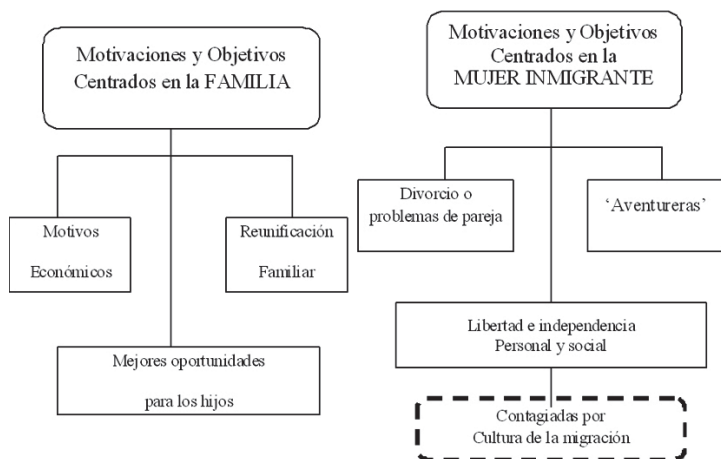 Motivaciones y Objetivos
Centrados en la FAMILIA
Motivos
Económicos
Reunificación
Familiar
Mejores oportunidades
para los hijos
Motivaciones y Objetivos
Centrados en la
MUJER INMIGRANTE
Divorcio o
problemas de pareja
‘Aventureras’
Libertad e independencia
Personal y social
Contagiadas por
Cultura de la migración